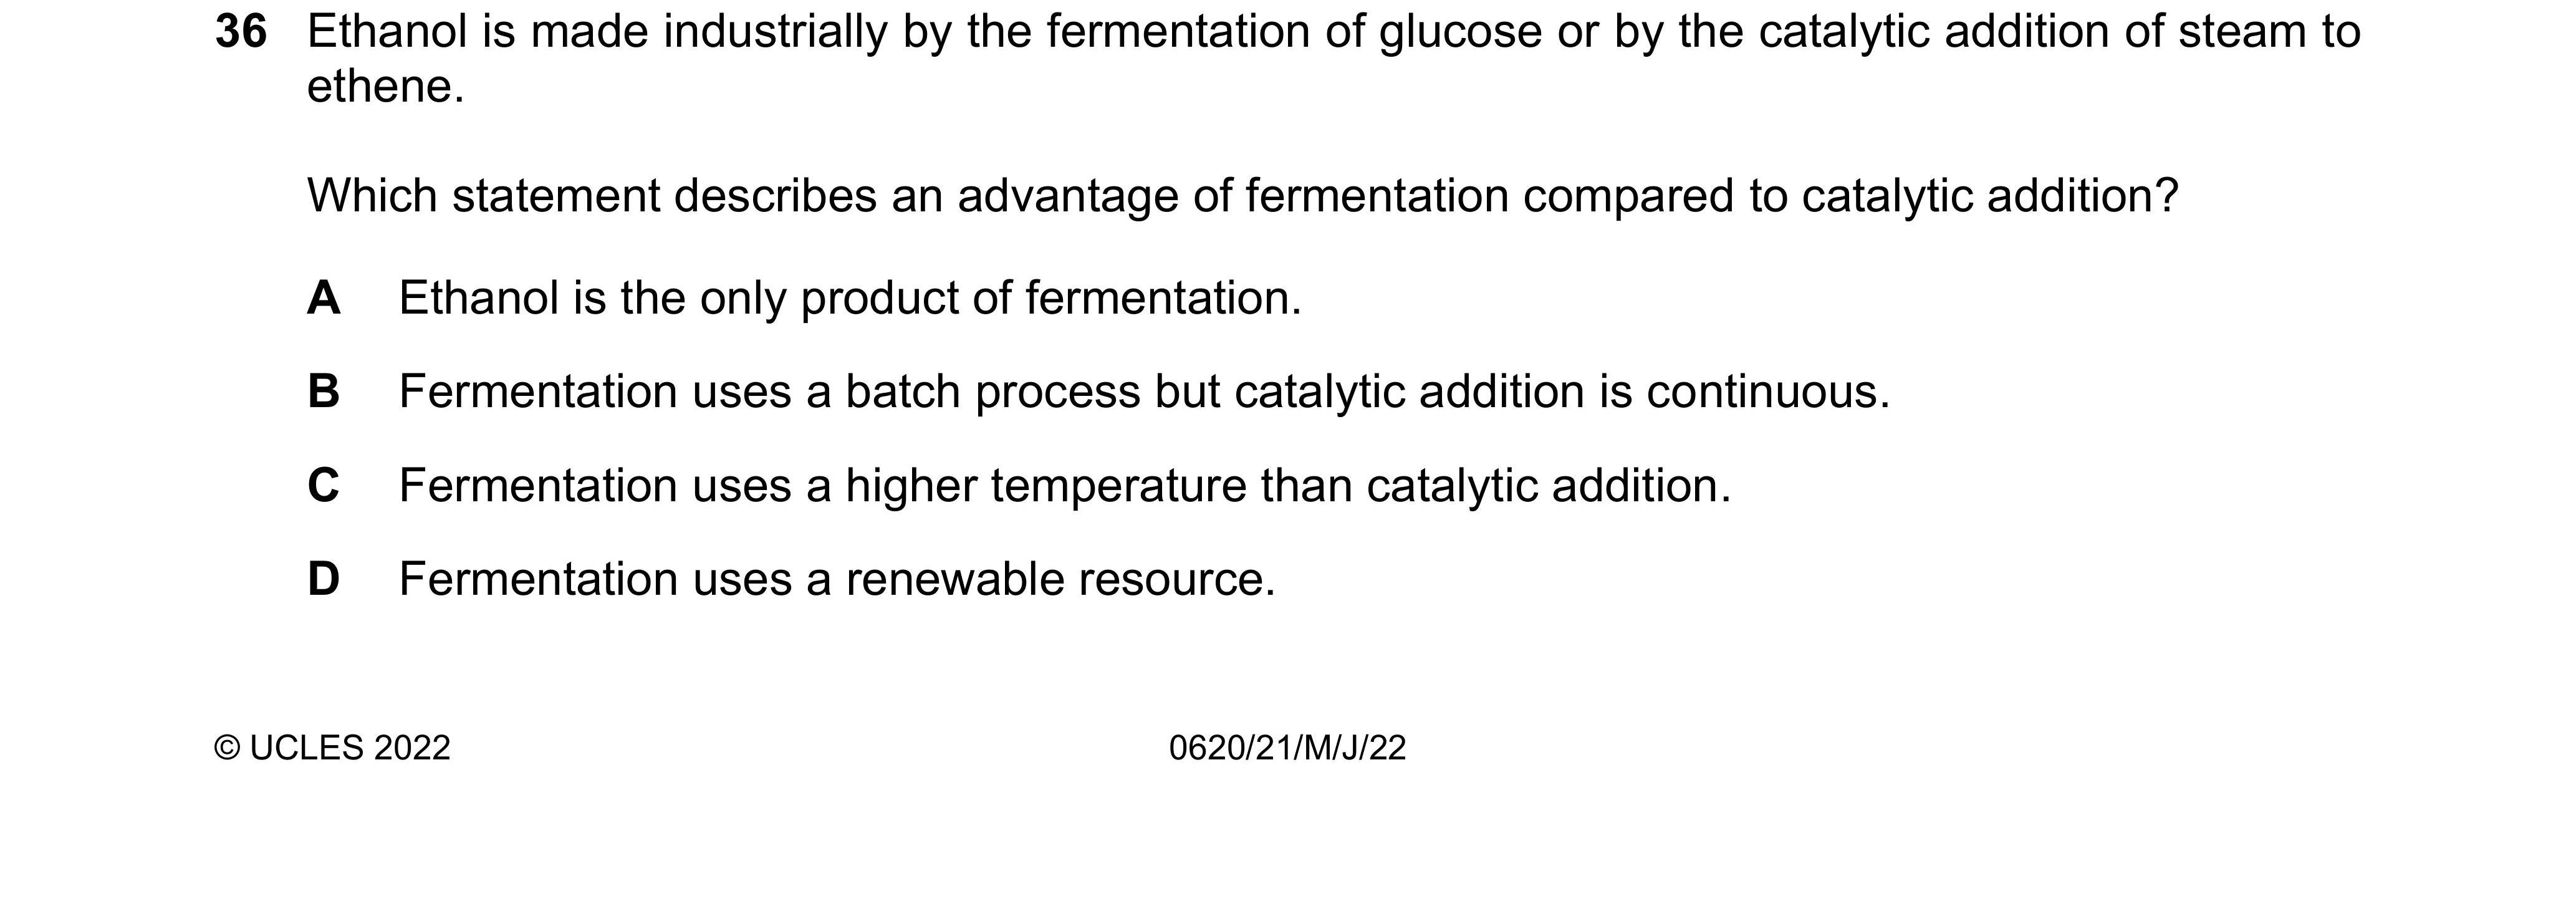 36 Ethanol is made industrially by the fermentation of glucose or by the catalytic addition of steam to
ethene.
Which statement describes an advantage of fermentation compared to catalytic addition?
A Ethanol is the only product of fermentation.
B Fermentation uses a batch process but catalytic addition is continuous.
C Fermentation uses a higher temperature than catalytic addition.
D Fermentation uses a renewable resource.
© UCLES 2022 0620/21/M/J/22